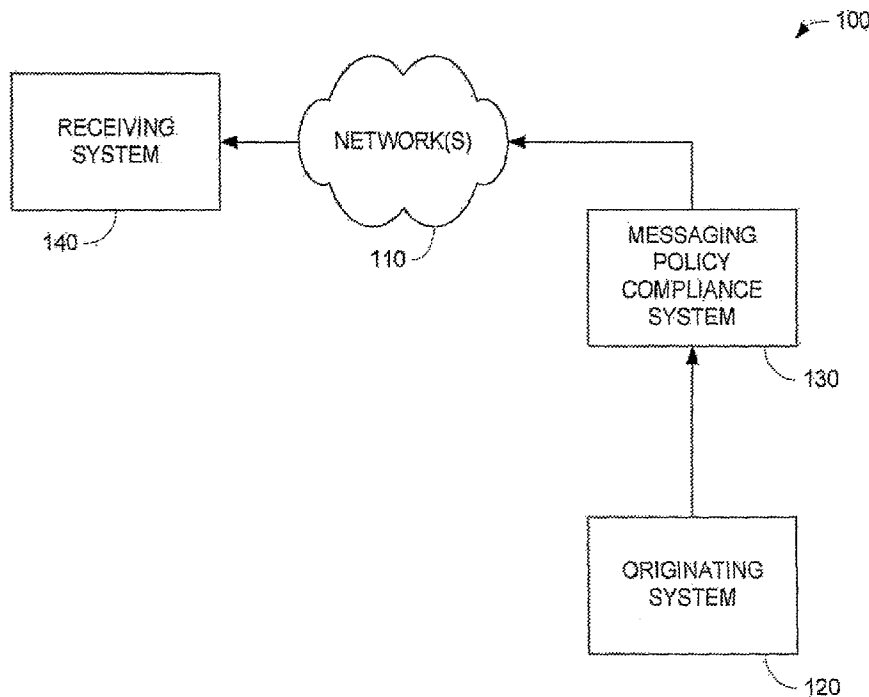 100
RECEIVING
SYSTEM
140
NETWORK(S)
110
MESSAGING
POLICY
COMPLIANCE
SYSTEM
130
ORIGINATING
SYSTEM
120